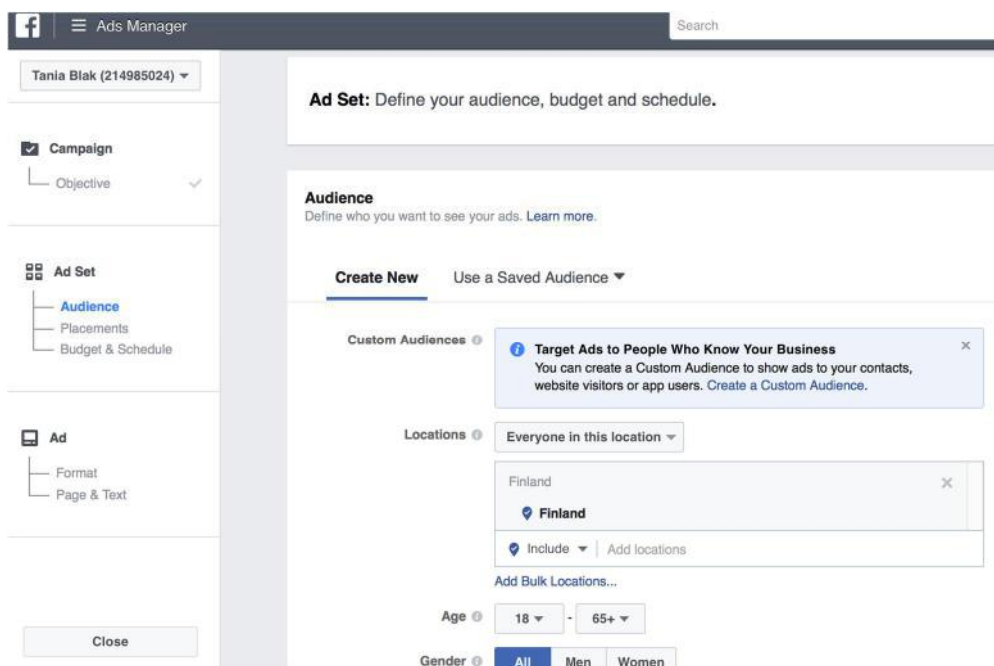 f Ads Manager Search
Tania Blak (214985024)
Campaign
Objective
Ad Set
Audience
Placements
Budget & Schedule
Ad
Format
Page & Text
Close
Ad Set: Define your audience, budget and schedule.
Audience
Define who you want to see your ads. Learn more.
Create New Use a Saved Audience
Custom Audiences
Target Ads to People Who Know Your Business
You can create a Custom Audience to show ads to your contacts,
website visitors or app users. Create a Custom Audience.
Locations Everyone in this location
Finland
Finland
Include Add locations
Add Bulk Locations...
Age 18 - 65+
Gender All Men Women